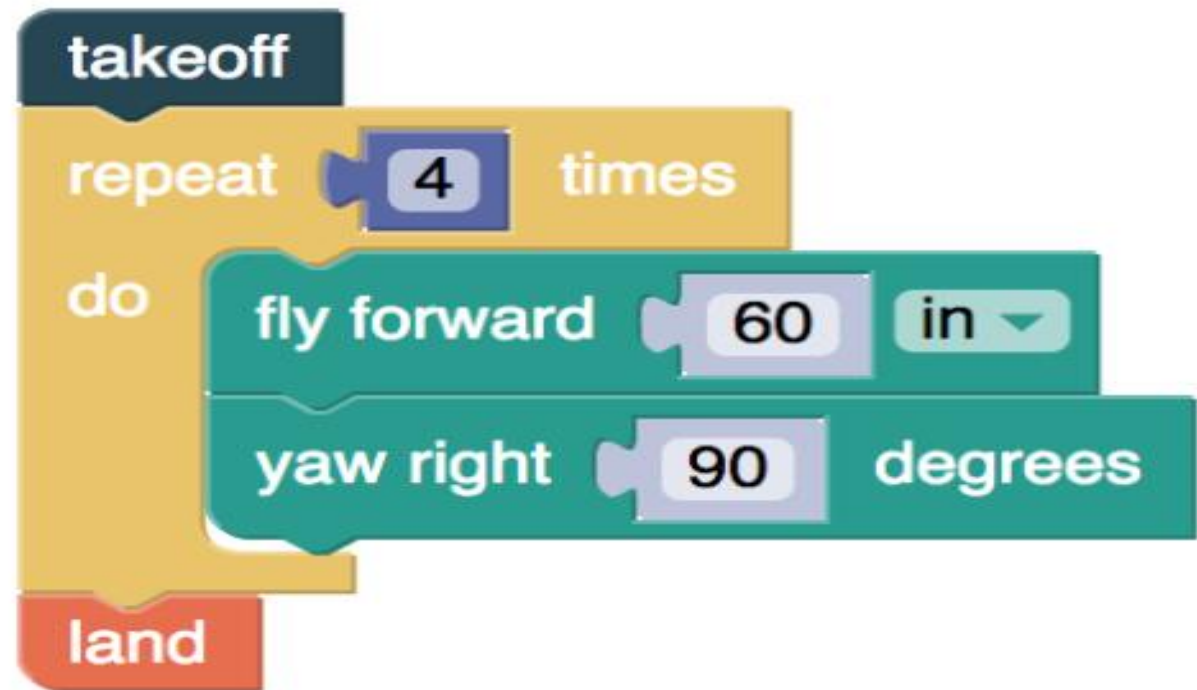 takeoff
repeat 4 times
do fly forward 60 in
yaw right 90 degrees
land